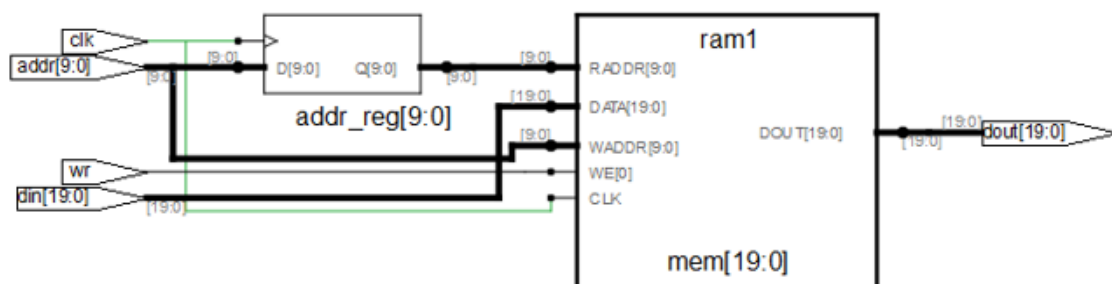 clk
addr[9:0]
[9:0]
[9:0]
D[9:0]
Q[9:0]
[9:0]
addr_reg[9:0]
wr
din[19:0]
[19:0]
ram1
[9:0]
RADDR[9:0]
[19:0]
DATA[19:0]
[9:0]
WADDR[9:0]
WE[0]
CLK
DOUT[19:0]
mem[19:0]
[19:0]
[19:0]
dout[19:0]